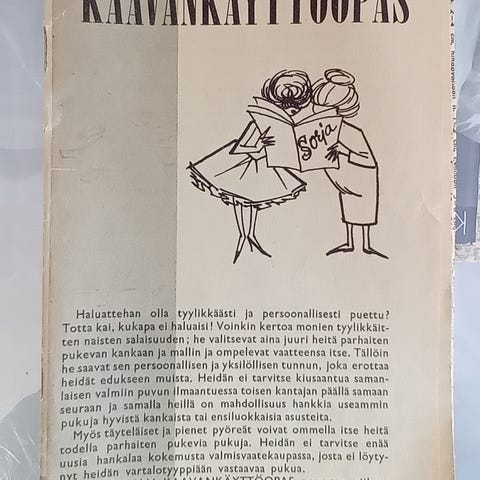 KAAVANKÄYTTÖOPAS
Sorja
Haluattehan olla tyylikkäästi ja persoonallisesti puettu?
Totta kai, kukapa ei haluaisi! Voinkin kertoa monien tyylikkäit-
ten naisten salaisuuden; he valitsevat aina juuri heitä parhaiten
pukevan kankaan ja mallin ja ompelevat vaatteensa itse. Tällöin
he saavat sen persoonallisen ja yksilöllisen tunnun, joka erottaa
heidät edukseen muista. Heidän ei tarvitse kiusaantua saman-
laisen valmiin puvun ilmaantuessa toisen kantajan päällä samaan
seuraan ja samalla heillä on mahdollisuus hankkia useammin
pukuja hyvistä kankaista tai ensiluokkaisia asusteita.
Myös täyteläiset ja pienet pyöreät voivat ommella itse heitä
todella parhaiten pukevia pukuja. Heidän ei tarvitse enää
uusia hankalaa kokemusta valmisvaatekaupassa, josta ei löyty-
nyt heidän vartalotyyppiään vastaavaa pukua.
KAAVANKÄYTTÖOPAS